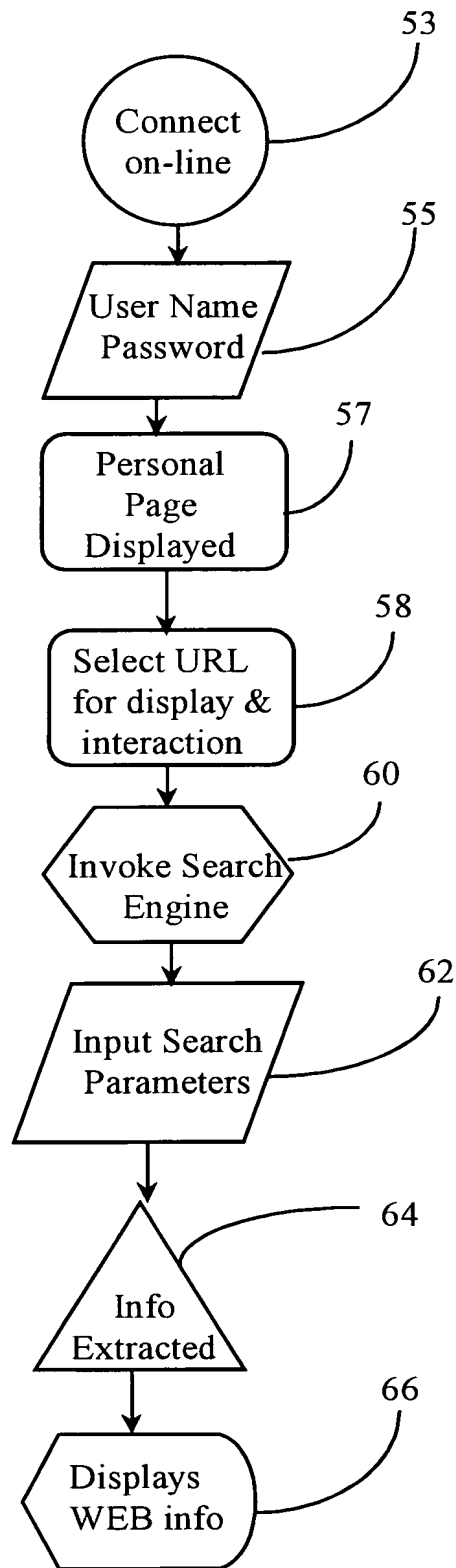 53
Connect
on-line
55
User Name
Password
57
Personal
Page
Displayed
58
Select URL
for display &
interaction
60
Invoke Search
Engine
62
Input Search
Parameters
64
Info
Extracted
66
Displays
WEB info